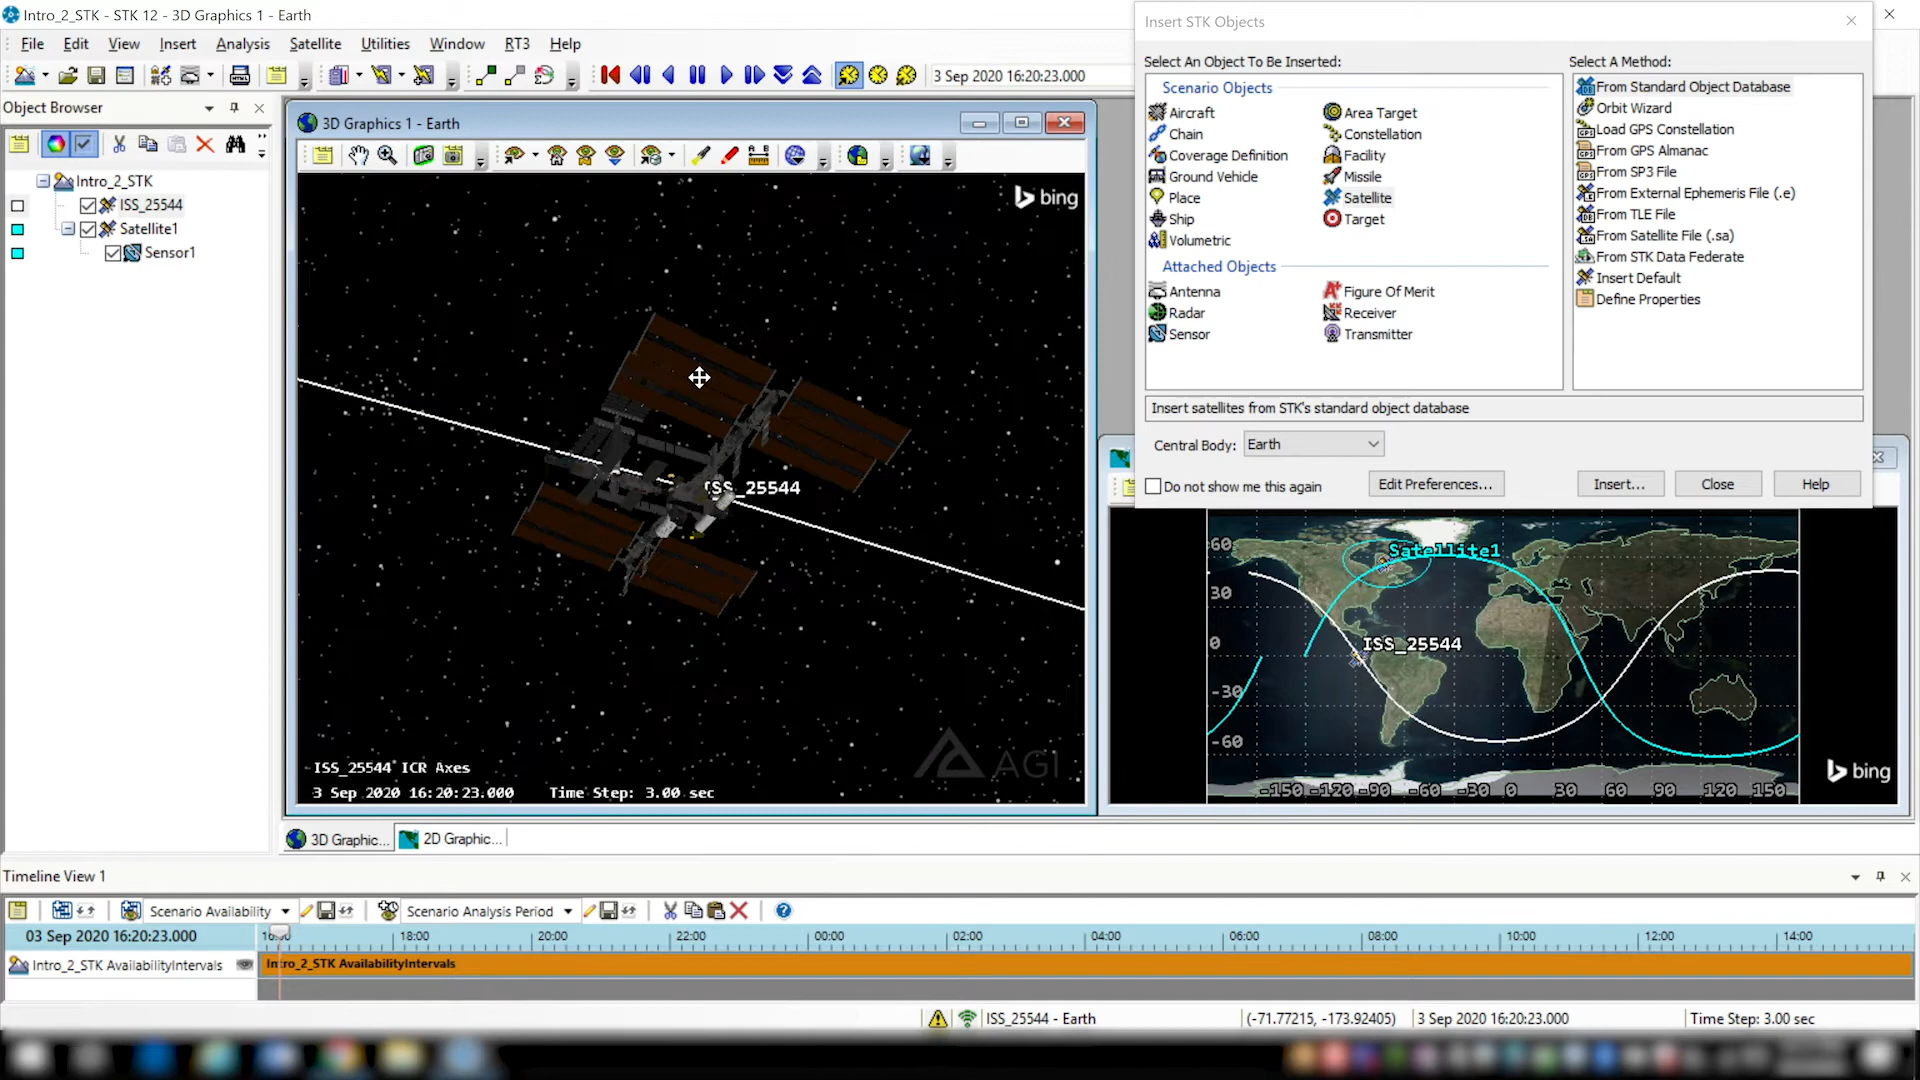 Intro_2_STK - STK 12 - 3D Graphics 1 - Earth
File Edit View Insert Analysis Satellite Utilities Window RT3 Help
3 Sep 2020 16:20:23.000
Object Browser
Intro_2_STK
ISS_25544
Satellite1
Sensor1
3D Graphics 1 - Earth
bing
ISS_25544
AGI
ISS_25544 ICR Axes
3 Sep 2020 16:20:23.000 Time Step: 3.00 sec
Insert STK Objects
Select An Object To Be Inserted:
Scenario Objects
Aircraft Area Target
Chain Constellation
Coverage Definition Facility
Ground Vehicle Missile
Place Satellite
Ship Target
Volumetric
Attached Objects
Antenna Figure Of Merit
Radar Receiver
Sensor Transmitter
Select A Method:
From Standard Object Database
Orbit Wizard
Load GPS Constellation
From GPS Almanac
From SP3 File
From External Ephemeris File (.e)
From TLE File
From Satellite File (.sa)
From STK Data Federate
Insert Default
Define Properties
Insert satellites from STK's standard object database
Central Body: Earth
Do not show me this again Edit Preferences... Insert... Close Help
60
Satellite1
30
0
ISS_25544
-30
-60
bing
-150 -120 -90 -60 -30 0 30 60 90 120 150
3D Graphic... 2D Graphic...
Timeline View 1
Scenario Availability Scenario Analysis Period
03 Sep 2020 16:20:23.000 18:00 20:00 22:00 00:00 02:00 04:00 06:00 08:00 10:00 12:00 14:00
Intro_2_STK AvailabilityIntervals Intro_2_STK AvailabilityIntervals
ISS_25544 - Earth (-71.77215, -173.92405) 3 Sep 2020 16:20:23.000 Time Step: 3.00 sec